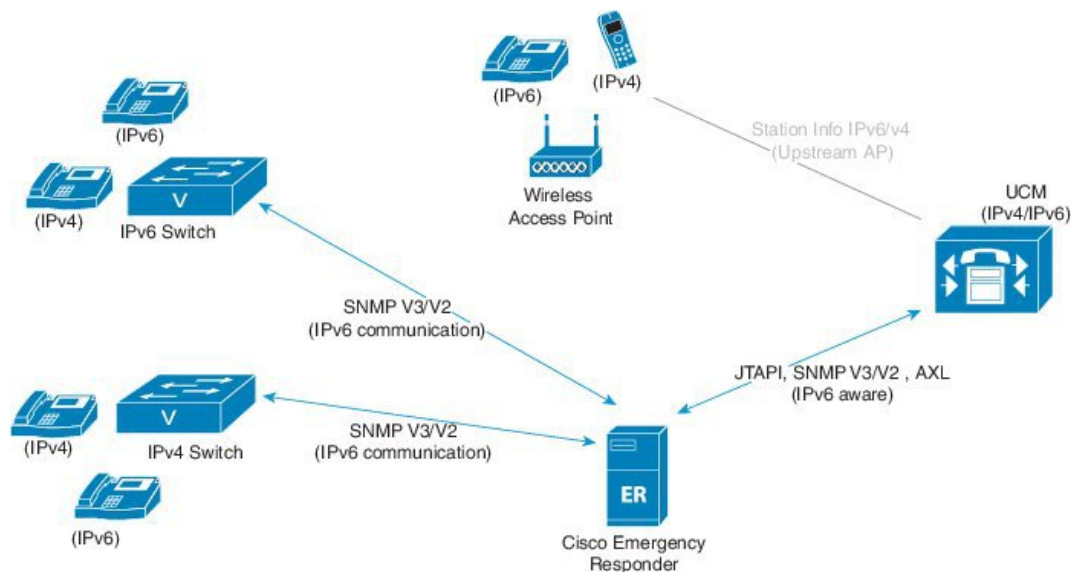 (IPv6)
(IPv4)
Station Info IPv6/v4
(Upstream AP)
(IPv6)
(IPv4)
V
IPv6 Switch
Wireless
Access Point
UCM
(IPv4/IPv6)
SNMP V3/V2
(IPv6 communication)
JTAPI, SNMP V3/V2 , AXL
(IPv6 aware)
(IPv4)
V
IPv4 Switch
SNMP V3/V2
(IPv6 communication)
(IPv6)
ER
Cisco Emergency
Responder